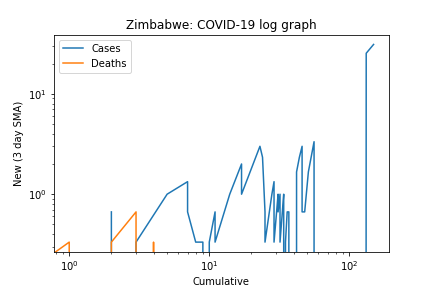 Zimbabwe: COVID-19 log graph
Cases
Deaths
New (3 day SMA)
10¹
10⁰
10⁰ 10¹ 10²
Cumulative